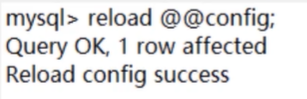 mysql> reload @@config;
Query OK, 1 row affected
Reload config success